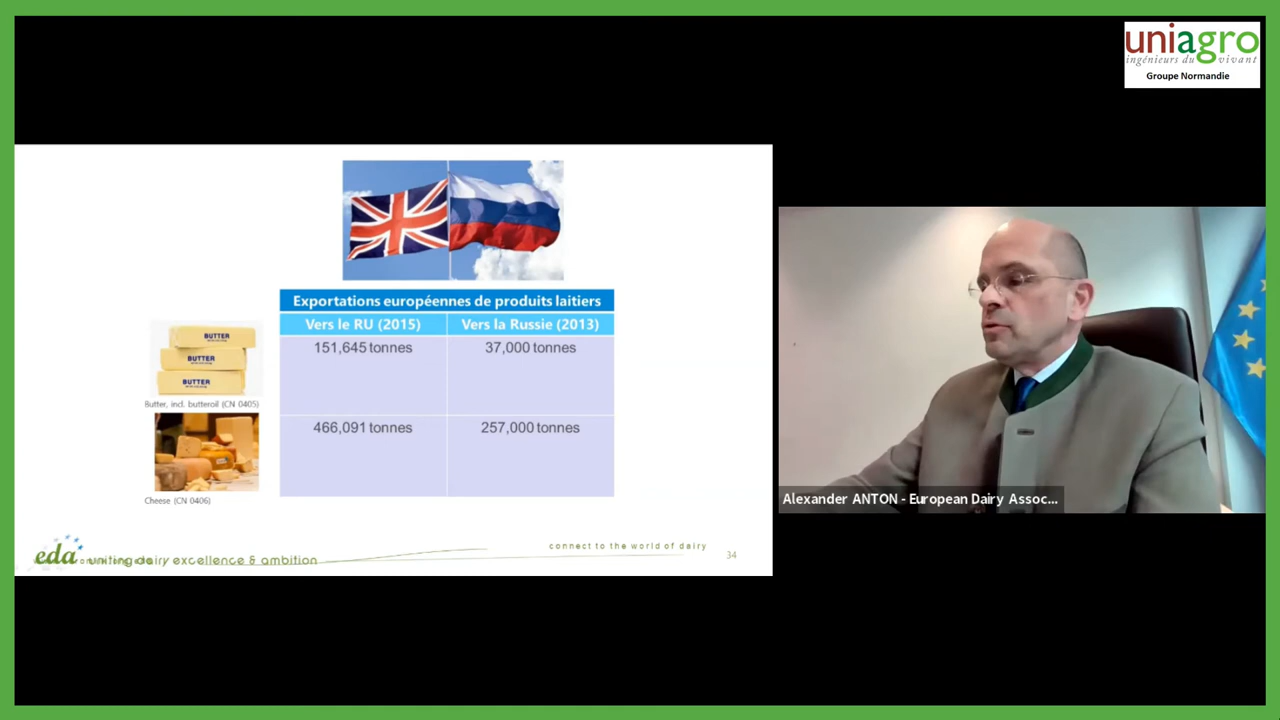 uniagro
ingénieurs du vivant
Groupe Normandie
Exportations européennes de produits laitiers
Vers le RU (2015) Vers la Russie (2013)
BUTTER
BUTTER
BUTTER
Butter, incl. butteroil (CN 0405)
151,645 tonnes 37,000 tonnes
466,091 tonnes 257,000 tonnes
Cheese (CN 0406)
Alexander ANTON - European Dairy Assoc...
eda uniting dairy excellence & ambition
connect to the world of dairy
34